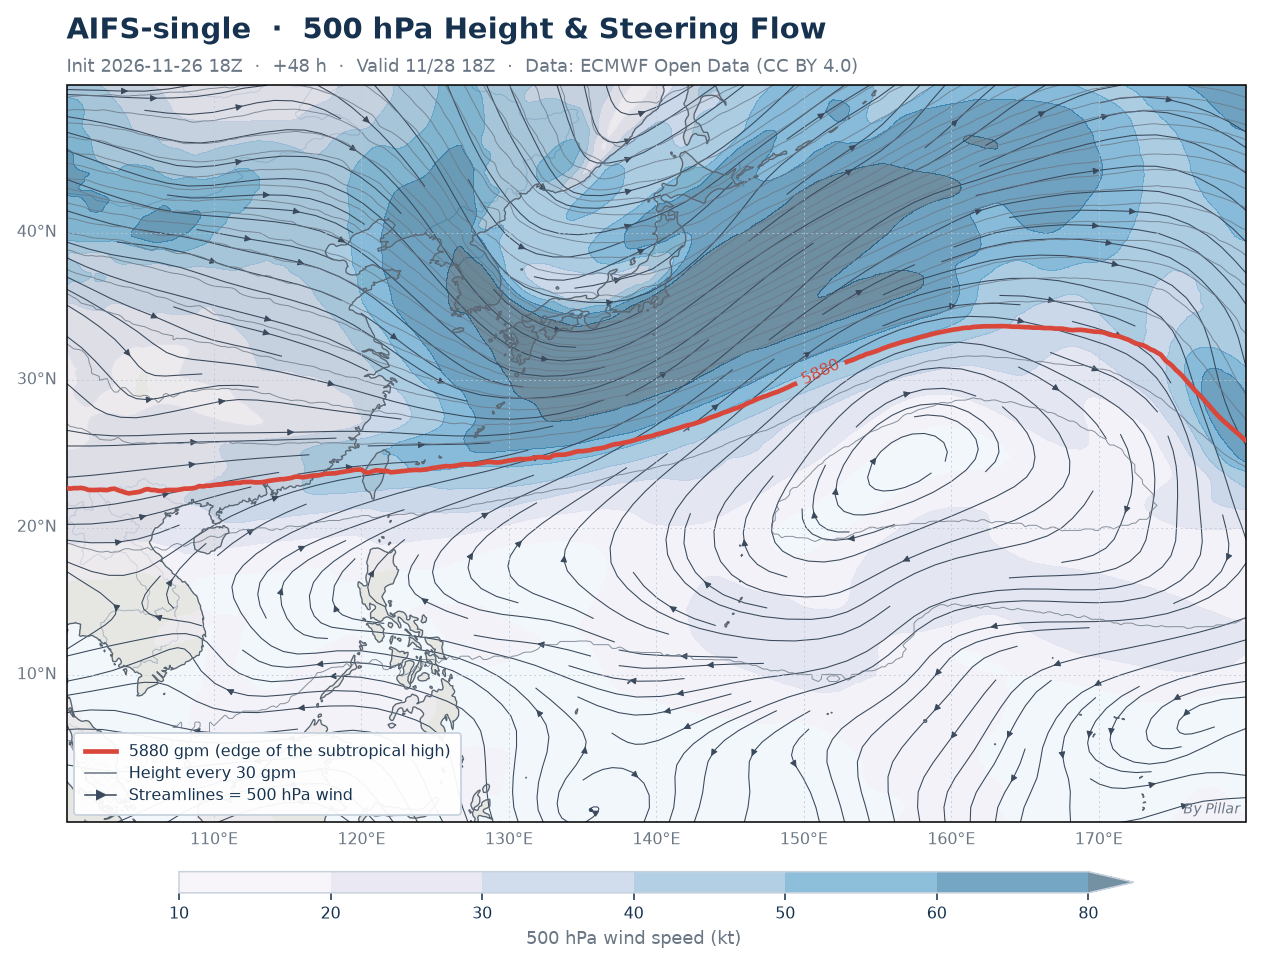 AIFS-single · 500 hPa Height & Steering Flow
Init 2026-11-26 18Z · +48 h · Valid 11/28 18Z · Data: ECMWF Open Data (CC BY 4.0)
40°N
30°N
20°N
10°N
5880
5880 gpm (edge of the subtropical high)
Height every 30 gpm
Streamlines = 500 hPa wind
By Pillar
110°E 120°E 130°E 140°E 150°E 160°E 170°E
10 20 30 40 50 60 80
500 hPa wind speed (kt)